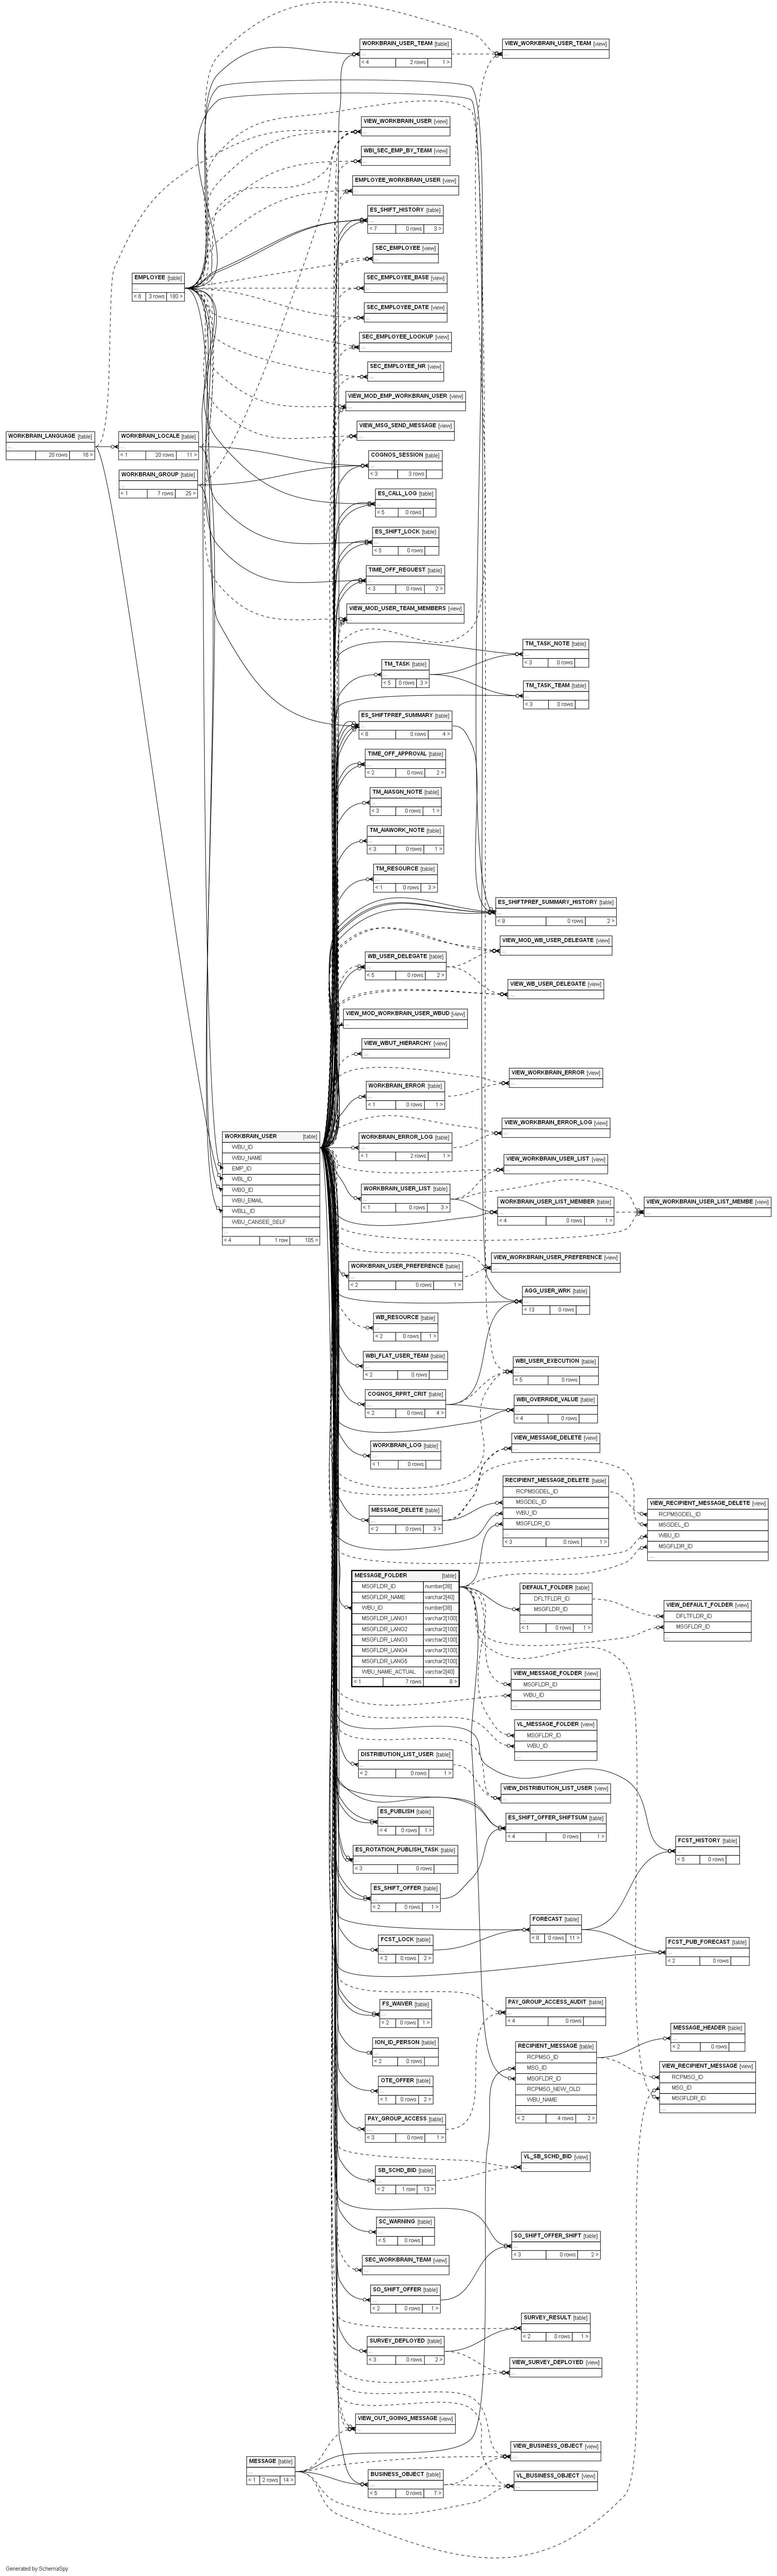 WORKBRAIN_USER_TEAM [table]
...
< 4 2 rows 1 >
VIEW_WORKBRAIN_USER_TEAM [view]
...
VIEW_WORKBRAIN_USER [view]
...
WBI_SEC_EMP_BY_TEAM [view]
...
EMPLOYEE_WORKBRAIN_USER [view]
...
ES_SHIFT_HISTORY [table]
...
< 7 0 rows 3 >
SEC_EMPLOYEE [view]
...
EMPLOYEE [table]
...
3 rows 180 >
SEC_EMPLOYEE_BASE [view]
...
SEC_EMPLOYEE_DATE [view]
...
SEC_EMPLOYEE_LOOKUP [view]
...
SEC_EMPLOYEE_NR [view]
...
VIEW_MOD_EMP_WORKBRAIN_USER [view]
...
VIEW_MSG_SEND_MESSAGE [view]
...
WORKBRAIN_LANGUAGE [table]
...
20 rows 18 >
WORKBRAIN_LOCALE [table]
...
< 1 20 rows 11 >
COGNOS_SESSION [table]
...
< 3 3 rows
WORKBRAIN_GROUP [table]
...
< 1 7 rows 25 >
ES_CALL_LOG [table]
...
< 5 0 rows
ES_SHIFT_LOCK [table]
...
< 5 0 rows
TIME_OFF_REQUEST [table]
...
< 3 0 rows 2 >
VIEW_MOD_USER_TEAM_MEMBERS [view]
...
TM_TASK_NOTE [table]
...
< 3 0 rows
TM_TASK [table]
...
< 5 0 rows 3 >
TM_TASK_TEAM [table]
...
< 3 0 rows
ES_SHIFTPREF_SUMMARY [table]
...
< 8 0 rows 4 >
TIME_OFF_APPROVAL [table]
...
< 2 0 rows 2 >
TM_AIASGN_NOTE [table]
...
< 3 0 rows 1 >
TM_AIAWORK_NOTE [table]
...
< 3 0 rows 1 >
TM_RESOURCE [table]
...
< 1 0 rows 3 >
ES_SHIFTPREF_SUMMARY_HISTORY [table]
...
0 rows 2 >
VIEW_MOD_WB_USER_DELEGATE [view]
...
WB_USER_DELEGATE [table]
...
< 5 0 rows 2 >
VIEW_WB_USER_DELEGATE [view]
...
VIEW_MOD_WORKBRAIN_USER_WBUD [view]
...
VIEW_WBUT_HIERARCHY [view]
...
VIEW_WORKBRAIN_ERROR [view]
...
WORKBRAIN_ERROR [table]
...
< 1 0 rows 1 >
VIEW_WORKBRAIN_ERROR_LOG [view]
...
WORKBRAIN_USER [table]
WBU_ID
WBU_NAME
EMP_ID
WBL_ID
WBG_ID
WBU_EMAIL
WBLL_ID
WBU_CANSEE_SELF
...
< 4 1 row 105 >
WORKBRAIN_ERROR_LOG [table]
...
< 1 2 rows 1 >
VIEW_WORKBRAIN_USER_LIST [view]
...
WORKBRAIN_USER_LIST [table]
...
< 1 0 rows 3 >
WORKBRAIN_USER_LIST_MEMBER [table]
...
< 4 0 rows 1 >
VIEW_WORKBRAIN_USER_LIST_MEMBE [view]
...
VIEW_WORKBRAIN_USER_PREFERENCE [view]
...
WORKBRAIN_USER_PREFERENCE [table]
...
< 2 0 rows 1 >
AGG_USER_WRK [table]
...
< 13 0 rows
WB_RESOURCE [table]
...
< 2 0 rows 1 >
WBI_FLAT_USER_TEAM [table]
...
< 2 0 rows
WBI_USER_EXECUTION [table]
...
< 5 0 rows
COGNOS_RPRT_CRIT [table]
...
< 2 0 rows 4 >
WBI_OVERRIDE_VALUE [table]
...
< 4 0 rows
VIEW_MESSAGE_DELETE [view]
...
WORKBRAIN_LOG [table]
...
< 1 0 rows
RECIPIENT_MESSAGE_DELETE [table]
RCPMSGDEL_ID
MSGDEL_ID
WBU_ID
MSGFLDR_ID
...
< 3 0 rows 1 >
VIEW_RECIPIENT_MESSAGE_DELETE [view]
RCPMSGDEL_ID
MSGDEL_ID
WBU_ID
MSGFLDR_ID
...
MESSAGE_DELETE [table]
...
< 2 0 rows 3 >
MESSAGE_FOLDER [table]
MSGFLDR_ID number[38]
MSGFLDR_NAME varchar2[40]
WBU_ID number[38]
MSGFLDR_LANG1 varchar2[100]
MSGFLDR_LANG2 varchar2[100]
MSGFLDR_LANG3 varchar2[100]
MSGFLDR_LANG4 varchar2[100]
MSGFLDR_LANG5 varchar2[100]
WBU_NAME_ACTUAL varchar2[40]
< 1 7 rows 8 >
DEFAULT_FOLDER [table]
DFLTFLDR_ID
MSGFLDR_ID
...
< 1 0 rows 1 >
VIEW_DEFAULT_FOLDER [view]
DFLTFLDR_ID
MSGFLDR_ID
...
VIEW_MESSAGE_FOLDER [view]
MSGFLDR_ID
WBU_ID
...
VL_MESSAGE_FOLDER [view]
MSGFLDR_ID
WBU_ID
...
DISTRIBUTION_LIST_USER [table]
...
< 2 0 rows 1 >
VIEW_DISTRIBUTION_LIST_USER [view]
...
ES_PUBLISH [table]
...
< 4 0 rows 1 >
ES_SHIFT_OFFER_SHIFTSUM [table]
...
< 4 0 rows 1 >
FCST_HISTORY [table]
...
< 5 0 rows
ES_ROTATION_PUBLISH_TASK [table]
...
< 3 0 rows
ES_SHIFT_OFFER [table]
...
< 2 0 rows 1 >
FORECAST [table]
...
0 rows 11 >
FCST_LOCK [table]
...
< 2 0 rows 2 >
FCST_PUB_FORECAST [table]
...
< 2 0 rows
FS_WAIVER [table]
...
< 2 0 rows 1 >
PAY_GROUP_ACCESS_AUDIT [table]
...
< 4 0 rows
ION_ID_PERSON [table]
...
< 2 0 rows
RECIPIENT_MESSAGE [table]
RCPMSG_ID
MSG_ID
MSGFLDR_ID
RCPMSG_NEW_OLD
WBU_NAME
...
< 2 4 rows 2 >
MESSAGE_HEADER [table]
...
< 2 0 rows
VIEW_RECIPIENT_MESSAGE [view]
RCPMSG_ID
MSG_ID
MSGFLDR_ID
...
OTE_OFFER [table]
...
< 1 0 rows 2 >
PAY_GROUP_ACCESS [table]
...
< 3 0 rows 1 >
VL_SB_SCHD_BID [view]
...
SB_SCHD_BID [table]
...
< 2 1 row 13 >
SC_WARNING [table]
...
< 5 0 rows
SO_SHIFT_OFFER_SHIFT [table]
...
< 3 0 rows 2 >
SEC_WORKBRAIN_TEAM [view]
...
SO_SHIFT_OFFER [table]
...
< 2 0 rows 1 >
SURVEY_RESULT [table]
...
< 2 0 rows 1 >
SURVEY_DEPLOYED [table]
...
< 3 0 rows 2 >
VIEW_SURVEY_DEPLOYED [view]
...
VIEW_OUT_GOING_MESSAGE [view]
...
VIEW_BUSINESS_OBJECT [view]
...
MESSAGE [table]
...
< 1 2 rows 14 >
BUSINESS_OBJECT [table]
...
< 5 0 rows 7 >
VL_BUSINESS_OBJECT [view]
...
Generated by SchemaSpy